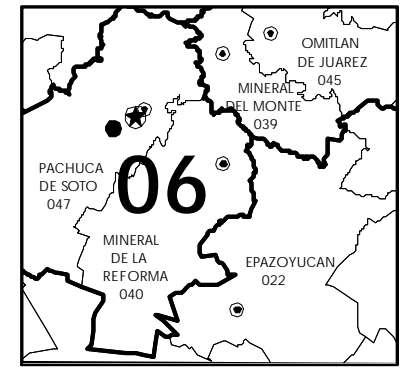 OMITLAN
DE JUAREZ
045
MINERAL
DEL MONTE
039
PACHUCA
DE SOTO
047
06
MINERAL
DE LA
REFORMA
040
EPAZOYUCAN
022